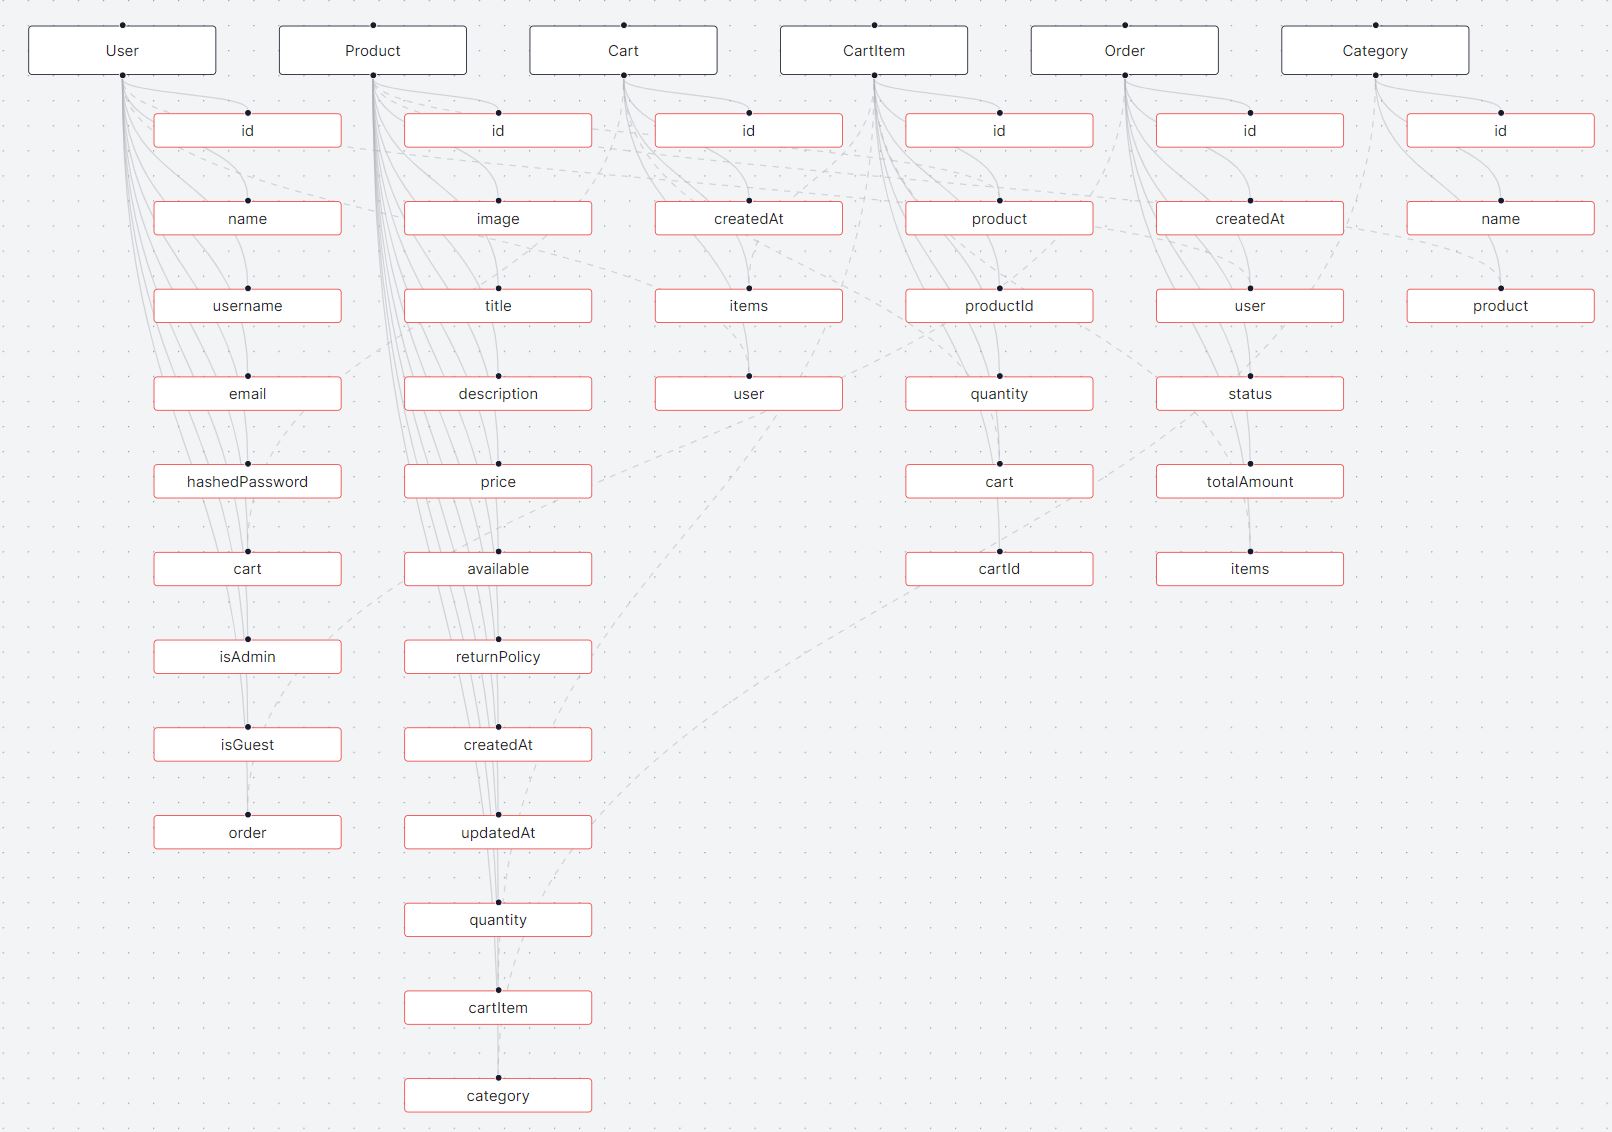 User
Product
Cart
CartItem
Order
Category
id
id
id
id
id
id
name
image
createdAt
product
createdAt
name
username
title
items
productId
user
product
email
description
user
quantity
status
hashedPassword
price
cart
totalAmount
cart
available
cartId
items
isAdmin
returnPolicy
isGuest
createdAt
order
updatedAt
quantity
cartItem
category